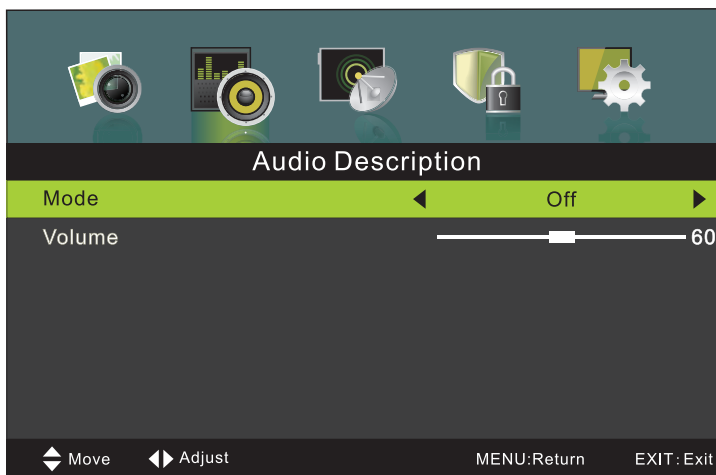 Audio Description
Mode Off
Volume 60
Move Adjust MENU:Return EXIT:Exit